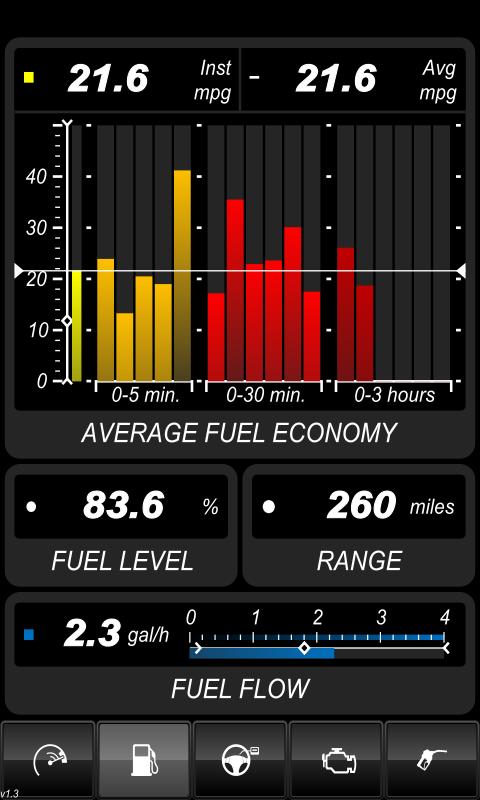 21.6 Inst mpg - 21.6 Avg mpg
40
30
20
10
0
0-5 min. 0-30 min. 0-3 hours
AVERAGE FUEL ECONOMY
83.6 % 260 miles
FUEL LEVEL RANGE
0 1 2 3 4
2.3 gal/h
FUEL FLOW
v1.3